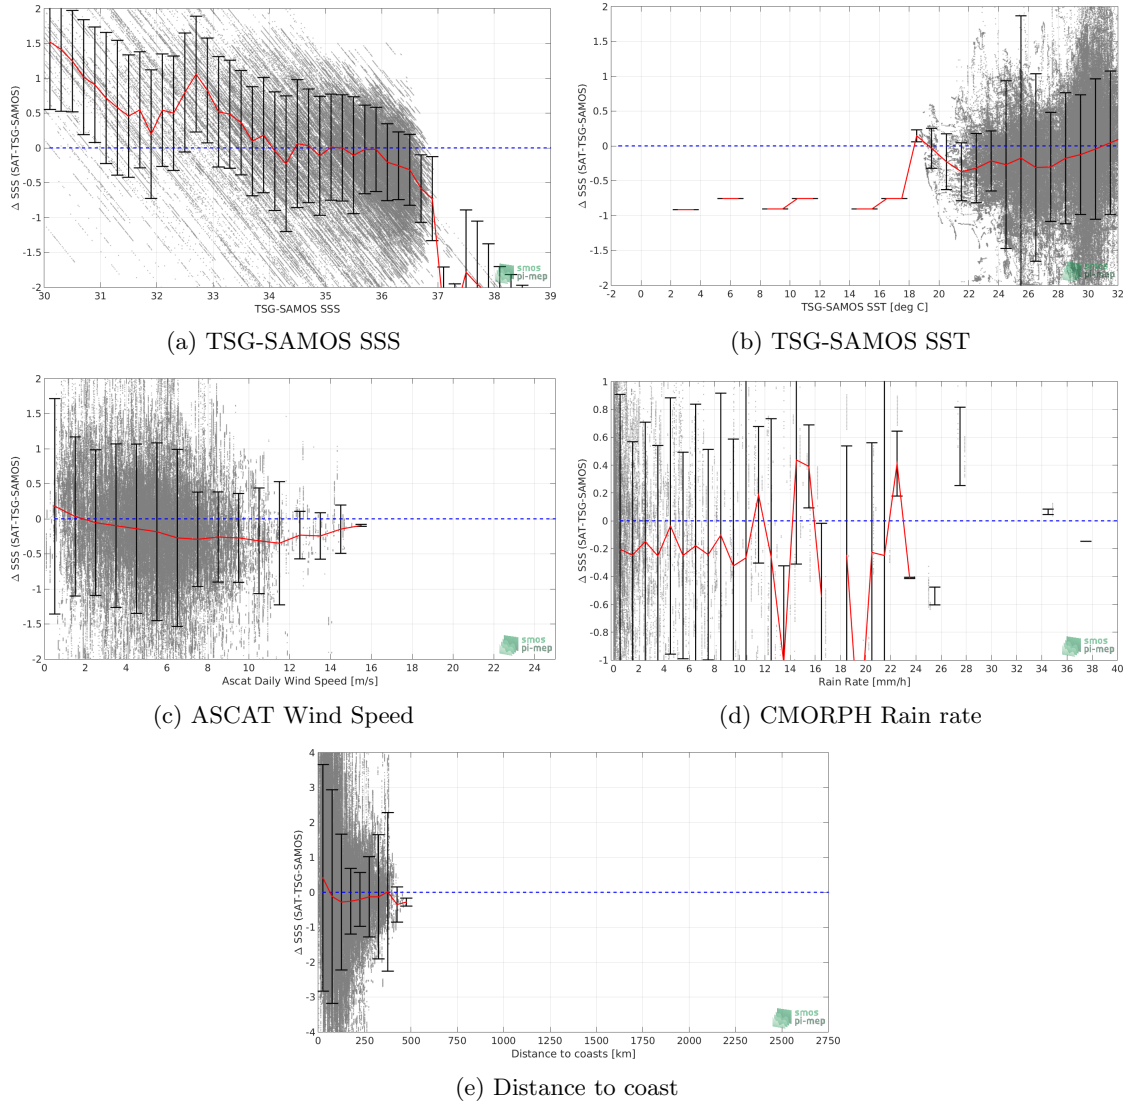 2
1.5
1
0.5
0
-0.5
-1
-1.5
-2
Δ SSS (SAT-TSG-SAMOS)
30 31 32 33 34 35 36 37 38 39
TSG-SAMOS SSS
smos
pi-mep
(a) TSG-SAMOS SSS
2
1.5
1
0.5
0
-0.5
-1
-1.5
-2
Δ SSS (SAT-TSG-SAMOS)
-2 0 2 4 6 8 10 12 14 16 18 20 22 24 26 28 30 32
TSG-SAMOS SST [deg C]
smos
pi-mep
(b) TSG-SAMOS SST
2
1.5
1
0.5
0
-0.5
-1
-1.5
-2
Δ SSS (SAT-TSG-SAMOS)
0 2 4 6 8 10 12 14 16 18 20 22 24
Ascat Daily Wind Speed [m/s]
smos
pi-mep
(c) ASCAT Wind Speed
1
0.8
0.6
0.4
0.2
0
-0.2
-0.4
-0.6
-0.8
-1
Δ SSS (SAT-TSG-SAMOS)
0 2 4 6 8 10 12 14 16 18 20 22 24 26 28 30 32 34 36 38 40
Rain Rate [mm/h]
smos
pi-mep
(d) CMORPH Rain rate
4
3
2
1
0
-1
-2
-3
-4
Δ SSS (SAT-TSG-SAMOS)
0 250 500 750 1000 1250 1500 1750 2000 2250 2500 2750
Distance to coasts [km]
smos
pi-mep
(e) Distance to coast